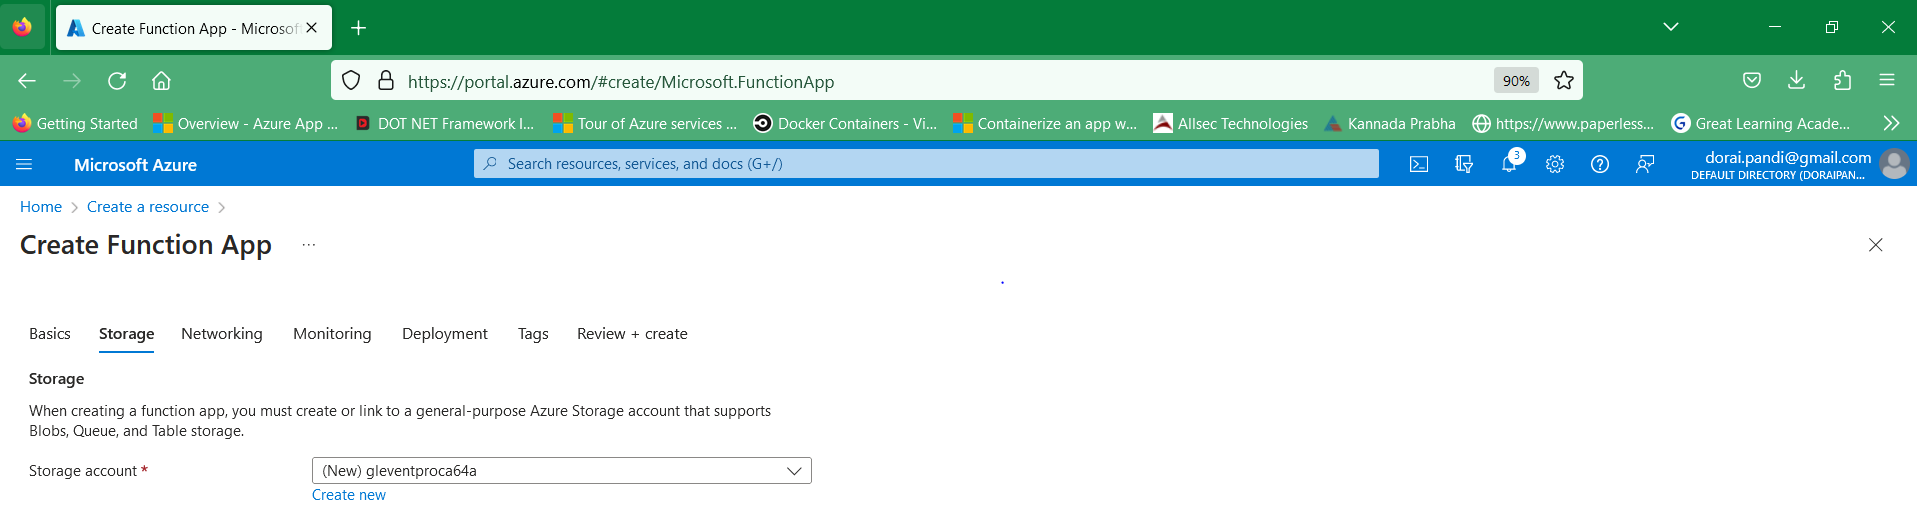 Create Function App - Microsof
https://portal.azure.com/#create/Microsoft.FunctionApp
90%
Getting Started
Overview - Azure App ...
DOT NET Framework I...
Tour of Azure services ...
Docker Containers - Vi...
Containerize an app w...
Allsec Technologies
Kannada Prabha
https://www.paperless...
Great Learning Acade...
Microsoft Azure
Search resources, services, and docs (G+/)
3
dorai.pandi@gmail.com
DEFAULT DIRECTORY (DORAIPAN...
Home > Create a resource >
Create Function App ...
Basics
Storage
Networking
Monitoring
Deployment
Tags
Review + create
Storage
When creating a function app, you must create or link to a general-purpose Azure Storage account that supports
Blobs, Queue, and Table storage.
Storage account *
(New) gleventproca64a
Create new